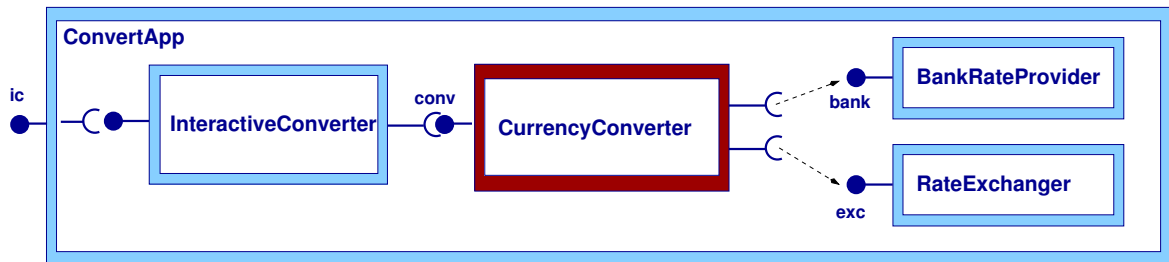 ConvertApp
ic
InteractiveConverter
conv
CurrencyConverter
bank
BankRateProvider
exc
RateExchanger